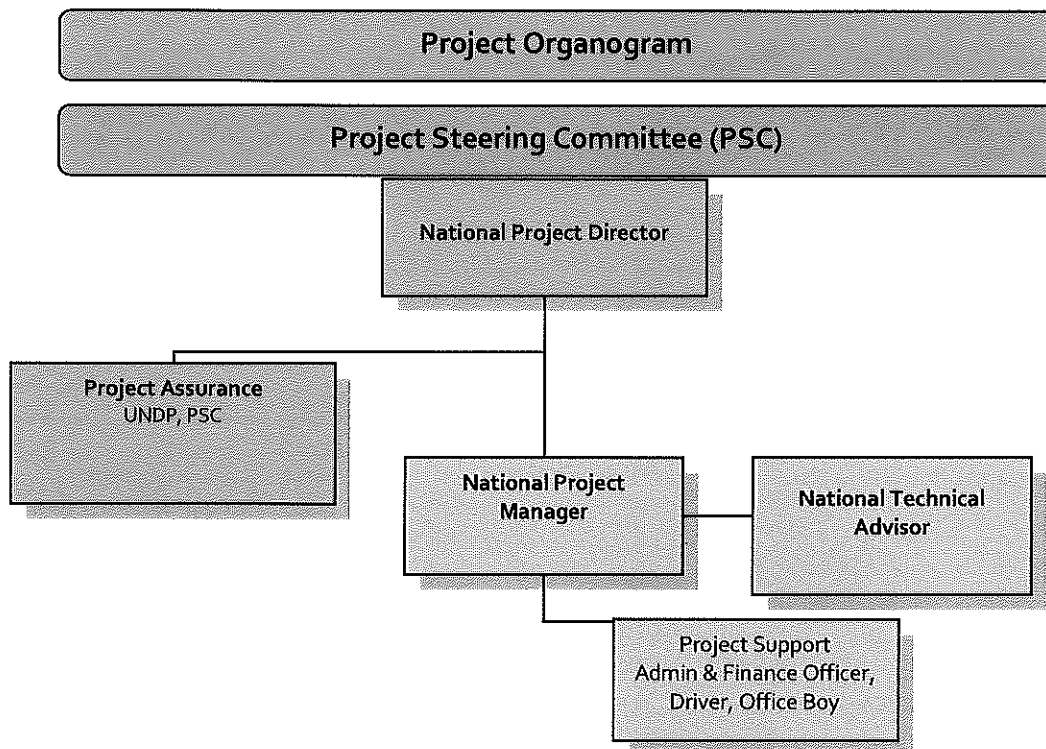 Project Organogram
Project Steering Committee (PSC)
National Project Director
Project Assurance
UNDP, PSC
National Project
Manager
National Technical
Advisor
Project Support
Admin & Finance Officer,
Driver, Office Boy